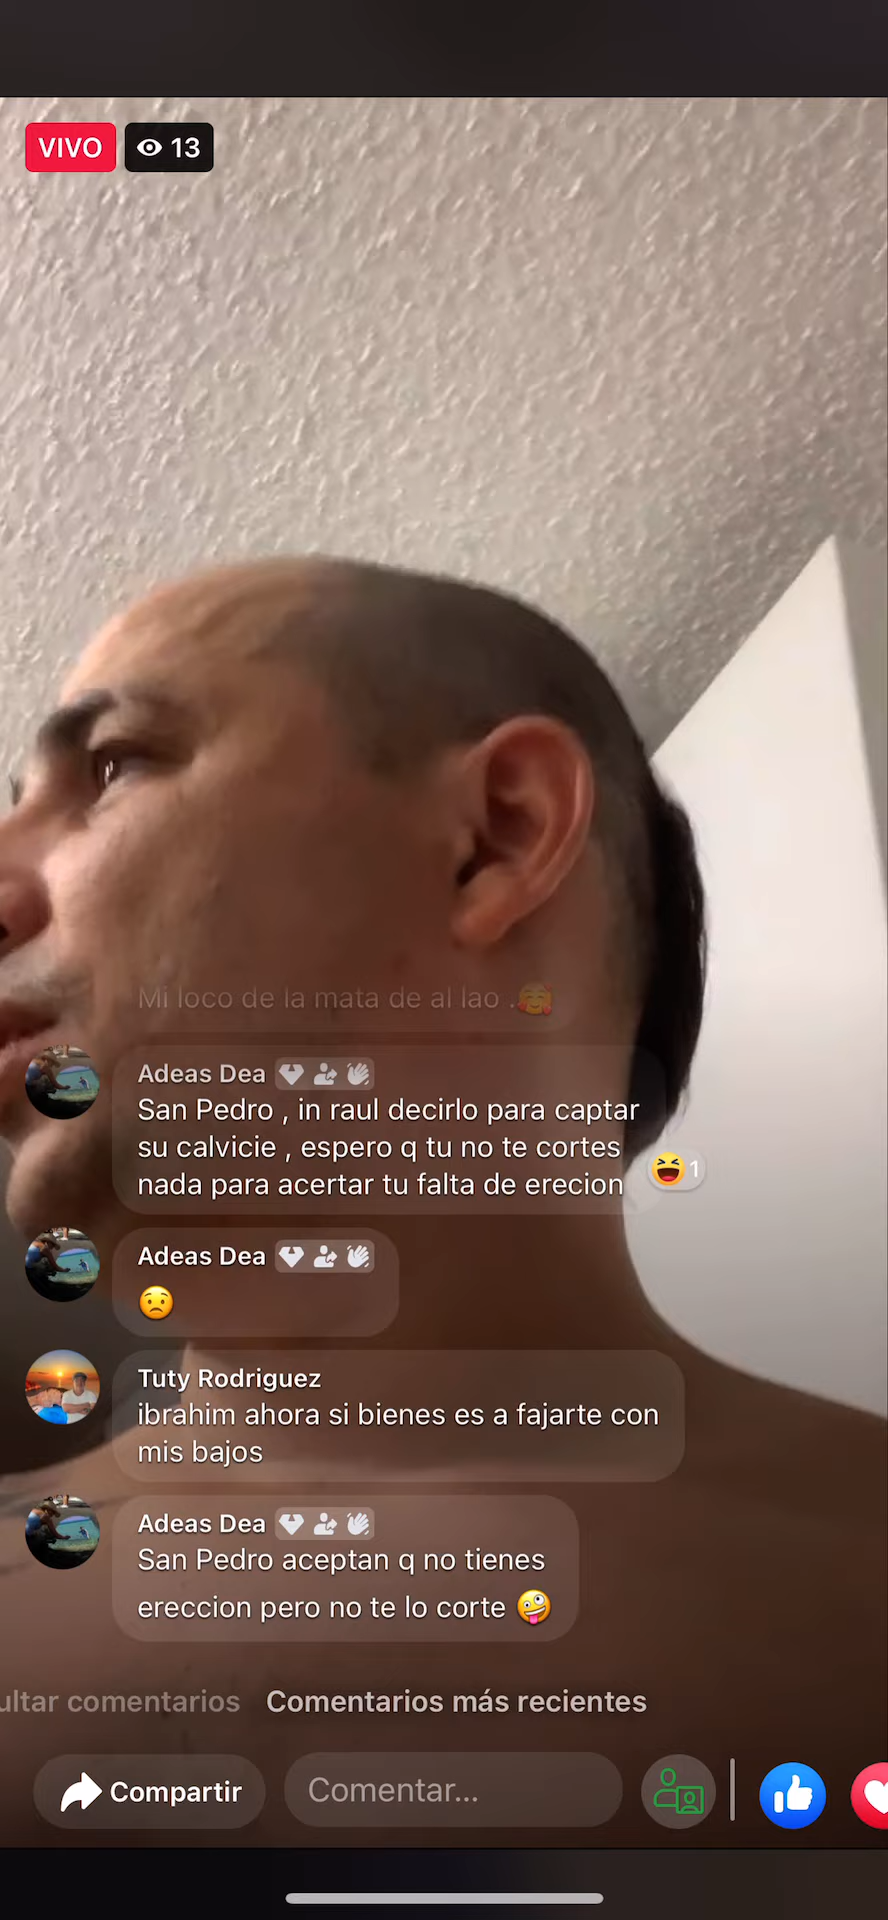 VIVO 13
Mi loco de la mata de al lao .🥰
Adeas Dea
San Pedro , in raul decirlo para captar
su calvicie , espero q tu no te cortes
nada para acertar tu falta de erecion
😆 1
Adeas Dea
😟
Tuty Rodriguez
ibrahim ahora si bienes es a fajarte con
mis bajos
Adeas Dea
San Pedro aceptan q no tienes
ereccion pero no te lo corte 🤪
ultar comentarios Comentarios más recientes
Compartir Comentar...